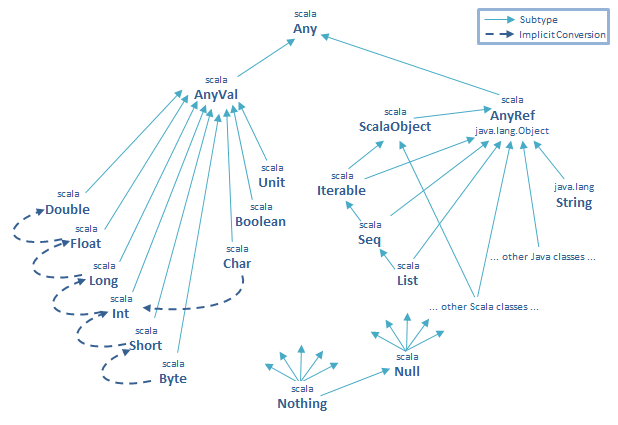 scala
Any
Subtype
Implicit Conversion
scala
AnyVal
scala
AnyRef
java.lang.Object
scala
ScalaObject
scala
Unit
scala
Iterable
java.lang
String
scala
Double
scala
Boolean
scala
Float
scala
Seq
scala
Char
... other Java classes ...
scala
Long
scala
List
scala
Int
... other Scala classes ...
scala
Short
scala
Byte
scala
Null
scala
Nothing